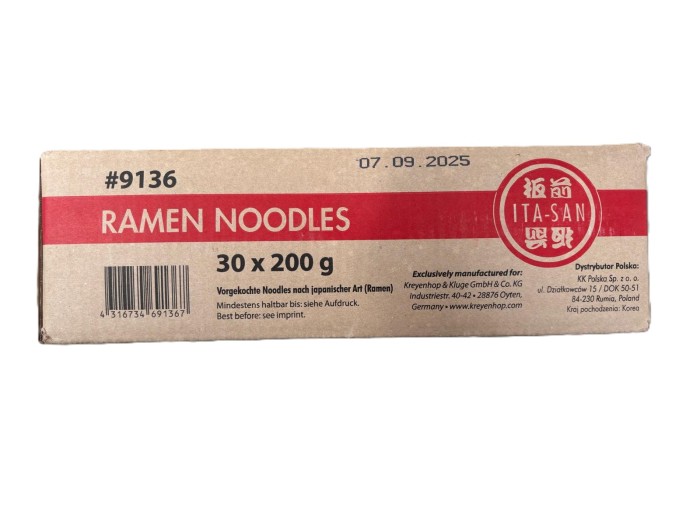 07.09.2025
#9136
RAMEN NOODLES
板前
ITA-SAN
30 x 200 g
Vorgekochte Noodles nach japanischer Art (Ramen)
Mindestens haltbar bis: siehe Aufdruck.
Best before: see imprint.
4 316734 691367
Exclusively manufactured for:
Kreyenhop & Kluge GmbH & Co. KG
Industriestr. 40-42 • 28876 Oyten,
Germany • www.kreyenhop.com
Dystrybutor Polska:
KK Polska Sp. z o. o.
ul. Działkowców 15 / DOK 50-51
84-230 Rumia, Poland
Kraj pochodzenia: Korea